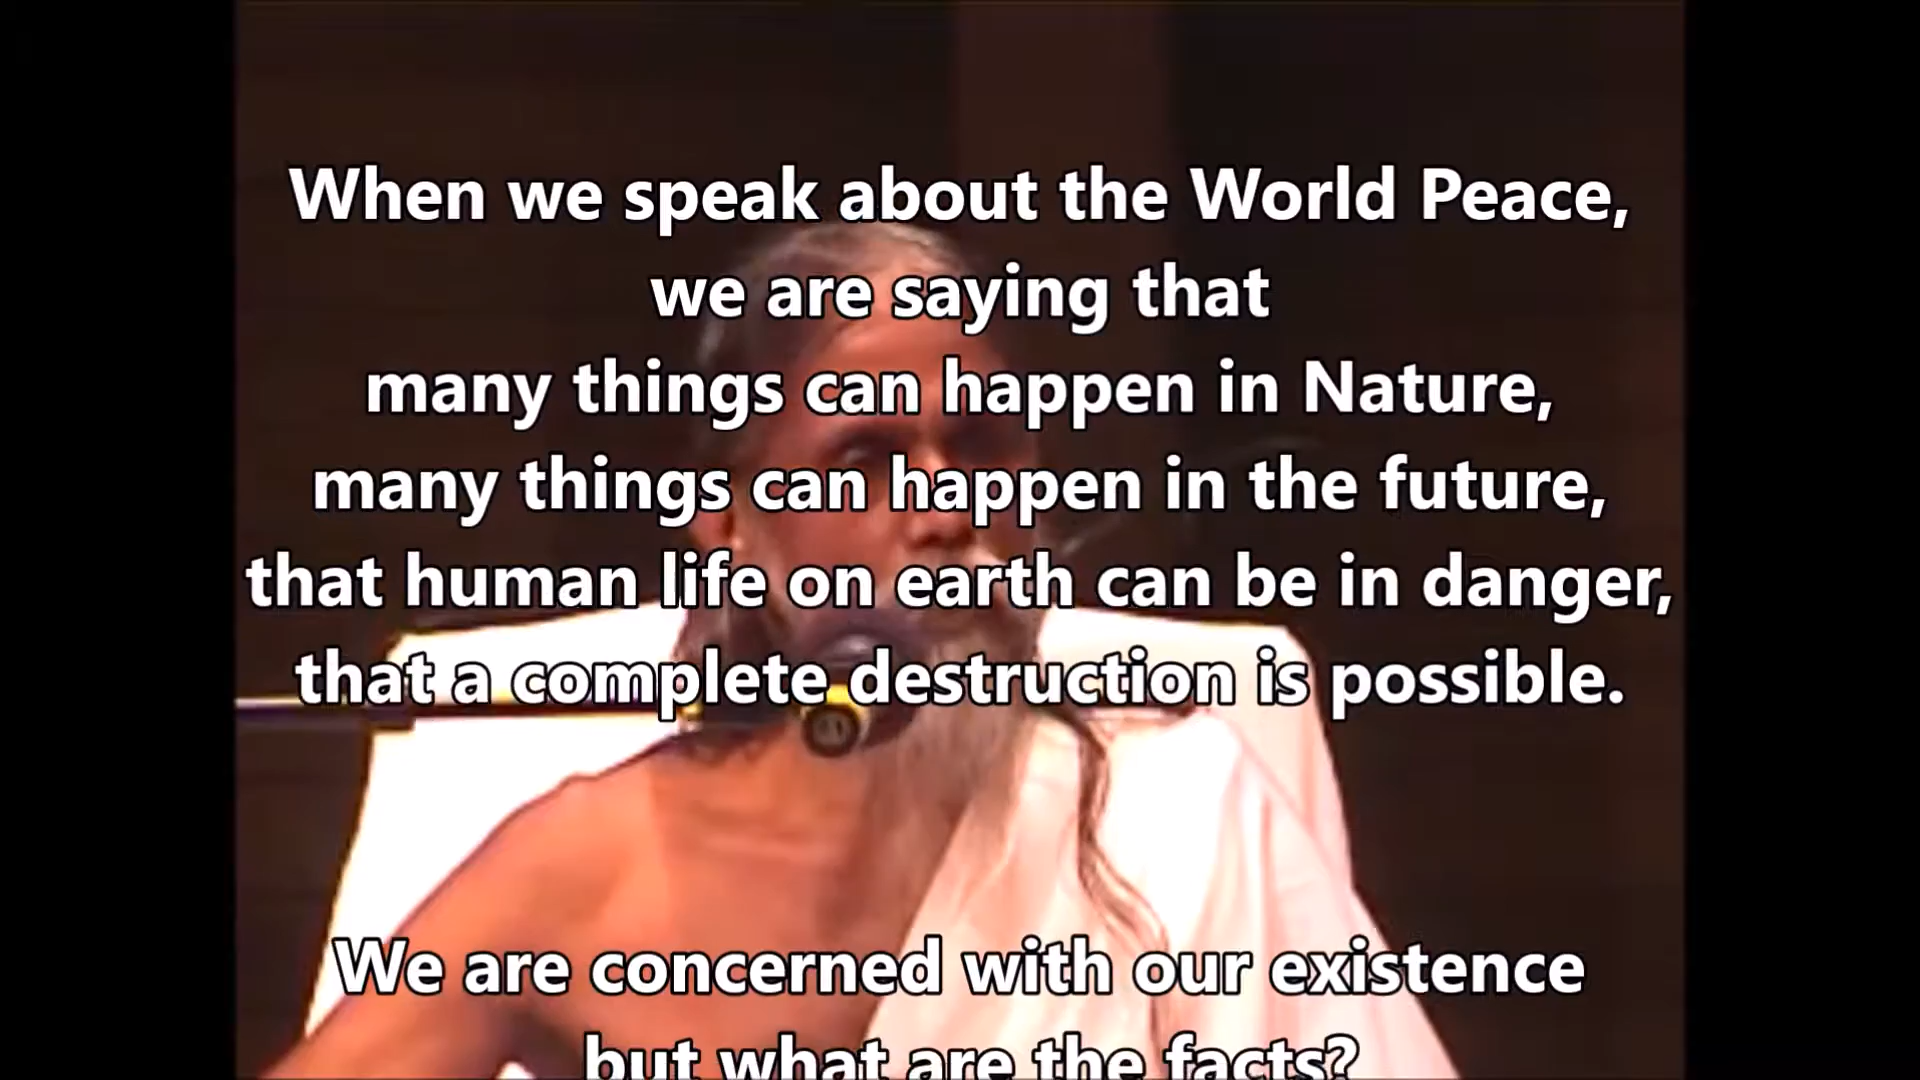 When we speak about the World Peace,
we are saying that
many things can happen in Nature,
many things can happen in the future,
that human life on earth can be in danger,
that a complete destruction is possible.
We are concerned with our existence
but what are the facts?